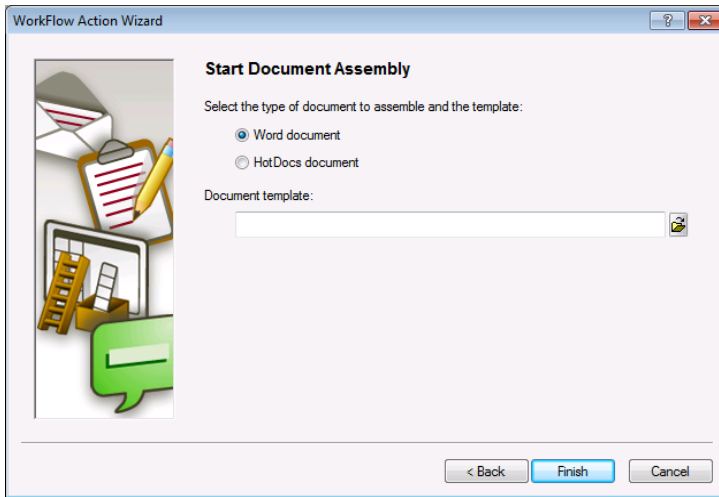 WorkFlow Action Wizard
Start Document Assembly
Select the type of document to assemble and the template:
Word document
HotDocs document
Document template:
< Back Finish Cancel